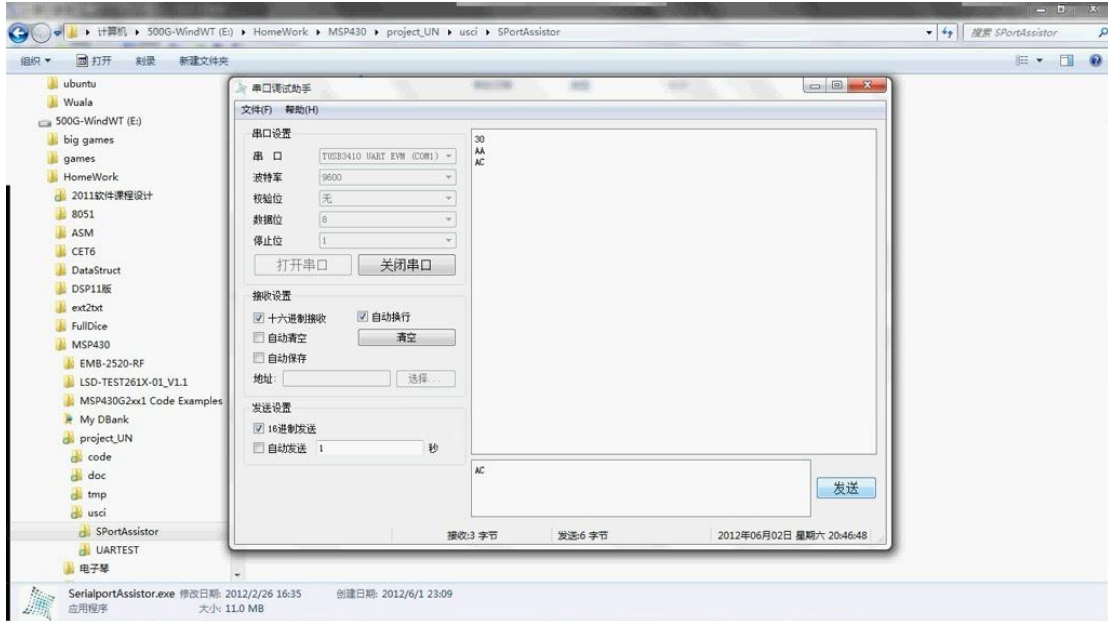 计算机 ▸ 500G-WindWT (E:) ▸ HomeWork ▸ MSP430 ▸ project_UN ▸ usci ▸ SPortAssistor
搜索 SPortAssistor
组织 打开 刻录 新建文件夹
ubuntu
Wuala
500G-WindWT (E:)
big games
games
HomeWork
2011软件课程设计
8051
ASM
CET6
DataStruct
DSP11版
ext2txt
FullDice
MSP430
EMB-2520-RF
LSD-TEST261X-01_V1.1
MSP430G2xx1 Code Examples
My DBank
project_UN
code
doc
tmp
usci
SPortAssistor
UARTEST
电子琴
串口调试助手
文件(F) 帮助(H)
串口设置
串 口 TUSB3410 UART EVM (COM1)
波特率 9600
校验位 无
数据位 8
停止位 1
打开串口 关闭串口
接收设置
十六进制接收 自动换行
自动清空 清空
自动保存
地址: 选择...
发送设置
16进制发送
自动发送 1 秒
30
AA
AC
AC
发送
接收:3 字节 发送:6 字节 2012年06月02日 星期六 20:46:48
SerialportAssistor.exe 修改日期: 2012/2/26 16:35 创建日期: 2012/6/1 23:09
应用程序 大小: 11.0 MB